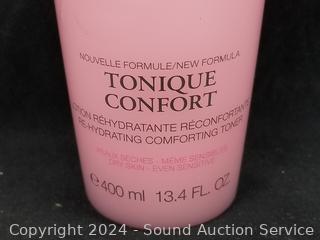 NOUVELLE FORMULE/NEW FORMULA
TONIQUE
CONFORT
LOTION RÉHYDRATANTE RÉCONFORTANTE
RE-HYDRATING COMFORTING TONER
PEAUX SÈCHES - MÊME SENSIBLES
DRY SKIN - EVEN SENSITIVE
e 400 ml 13.4 FL. OZ.
Copyright 2024 - Sound Auction Service